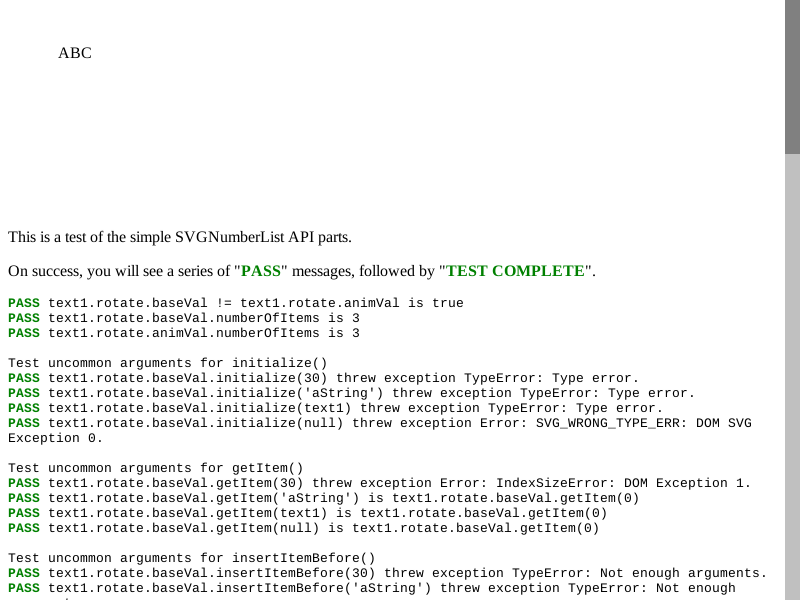 ABC
This is a test of the simple SVGNumberList API parts.
On success, you will see a series of "PASS" messages, followed by "TEST COMPLETE".
PASS text1.rotate.baseVal != text1.rotate.animVal is true
PASS text1.rotate.baseVal.numberOfItems is 3
PASS text1.rotate.animVal.numberOfItems is 3
Test uncommon arguments for initialize()
PASS text1.rotate.baseVal.initialize(30) threw exception TypeError: Type error.
PASS text1.rotate.baseVal.initialize('aString') threw exception TypeError: Type error.
PASS text1.rotate.baseVal.initialize(text1) threw exception TypeError: Type error.
PASS text1.rotate.baseVal.initialize(null) threw exception Error: SVG_WRONG_TYPE_ERR: DOM SVG
Exception 0.
Test uncommon arguments for getItem()
PASS text1.rotate.baseVal.getItem(30) threw exception Error: IndexSizeError: DOM Exception 1.
PASS text1.rotate.baseVal.getItem('aString') is text1.rotate.baseVal.getItem(0)
PASS text1.rotate.baseVal.getItem(text1) is text1.rotate.baseVal.getItem(0)
PASS text1.rotate.baseVal.getItem(null) is text1.rotate.baseVal.getItem(0)
Test uncommon arguments for insertItemBefore()
PASS text1.rotate.baseVal.insertItemBefore(30) threw exception TypeError: Not enough arguments.
PASS text1.rotate.baseVal.insertItemBefore('aString') threw exception TypeError: Not enough